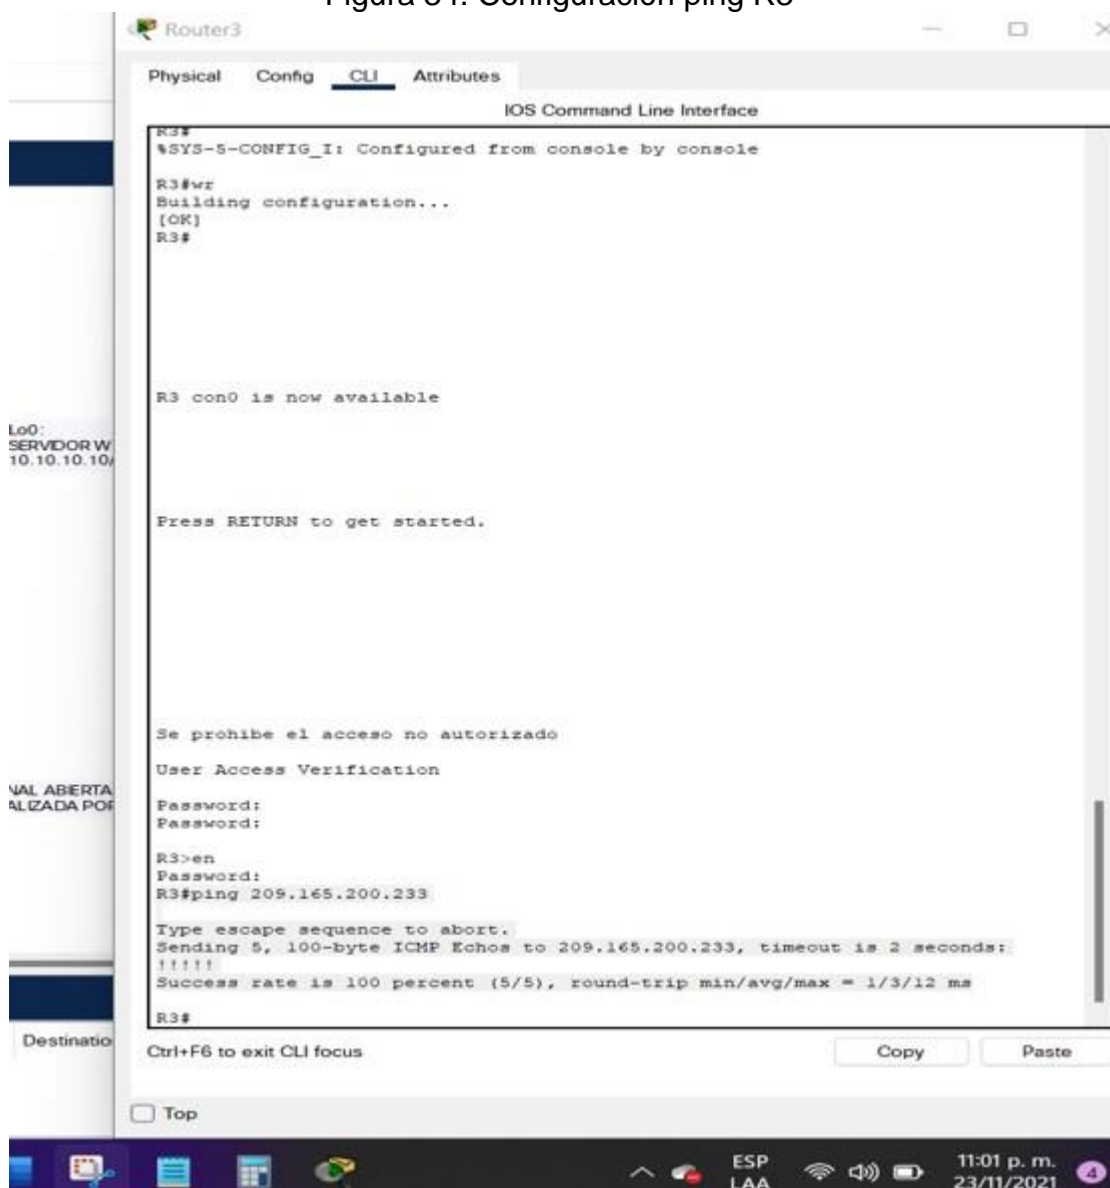 Router3
Physical Config CLI Attributes
IOS Command Line Interface
R3#
%SYS-5-CONFIG_I: Configured from console by console
R3#wr
Building configuration...
[OK]
R3#
R3 con0 is now available
Press RETURN to get started.
Se prohibe el acceso no autorizado
User Access Verification
Password:
Password:
R3>en
Password:
R3#ping 209.165.200.233
Type escape sequence to abort.
Sending 5, 100-byte ICMP Echos to 209.165.200.233, timeout is 2 seconds:
!!!!!
Success rate is 100 percent (5/5), round-trip min/avg/max = 1/3/12 ms
R3#
Ctrl+F6 to exit CLI focus
Copy Paste
Top
Lo0:
SERVIDOR W
10.10.10.10/
NAL ABIERTA
ALIZADA POR
Destinatio
ESP
LAA
11:01 p. m.
23/11/2021
4